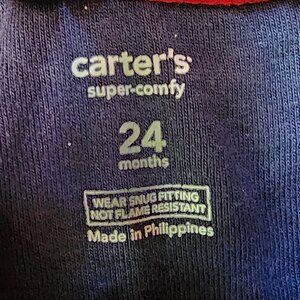 carter's
super-comfy
24
months
WEAR SNUG FITTING
NOT FLAME RESISTANT
Made in Philippines